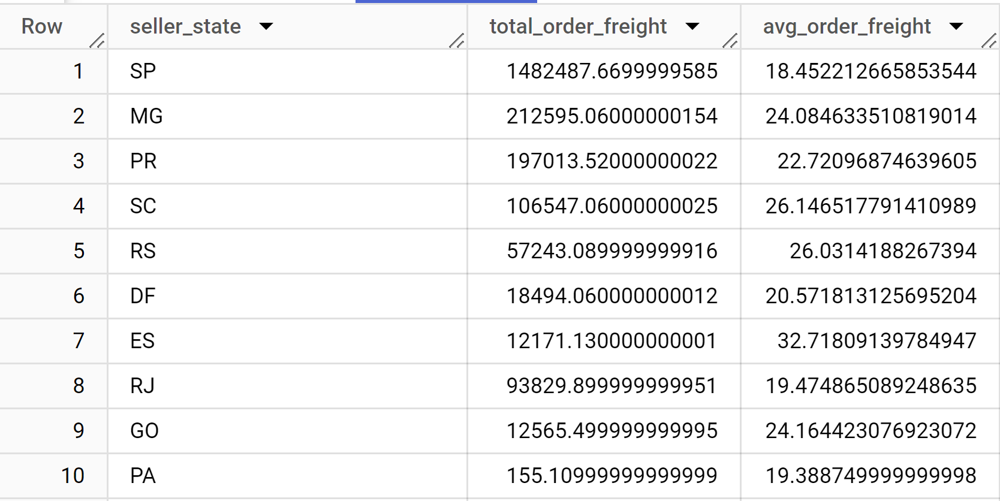 Row seller_state total_order_freight avg_order_freight
1 SP 1482487.6699999585 18.452212665853544
2 MG 212595.06000000154 24.084633510819014
3 PR 197013.52000000022 22.72096874639605
4 SC 106547.06000000025 26.146517791410989
5 RS 57243.089999999916 26.0314188267394
6 DF 18494.060000000012 20.571813125695204
7 ES 12171.130000000001 32.71809139784947
8 RJ 93829.899999999951 19.474865089248635
9 GO 12565.499999999995 24.164423076923072
10 PA 155.10999999999999 19.388749999999998